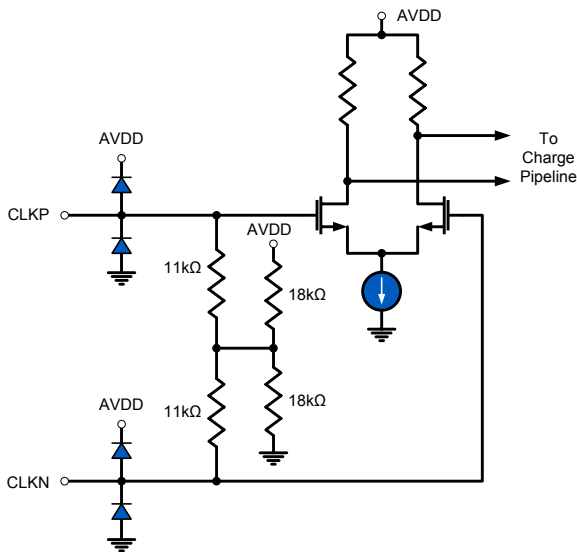 AVDD
To
Charge
Pipeline
AVDD
CLKP
AVDD
11kΩ
18kΩ
11kΩ
18kΩ
AVDD
CLKN